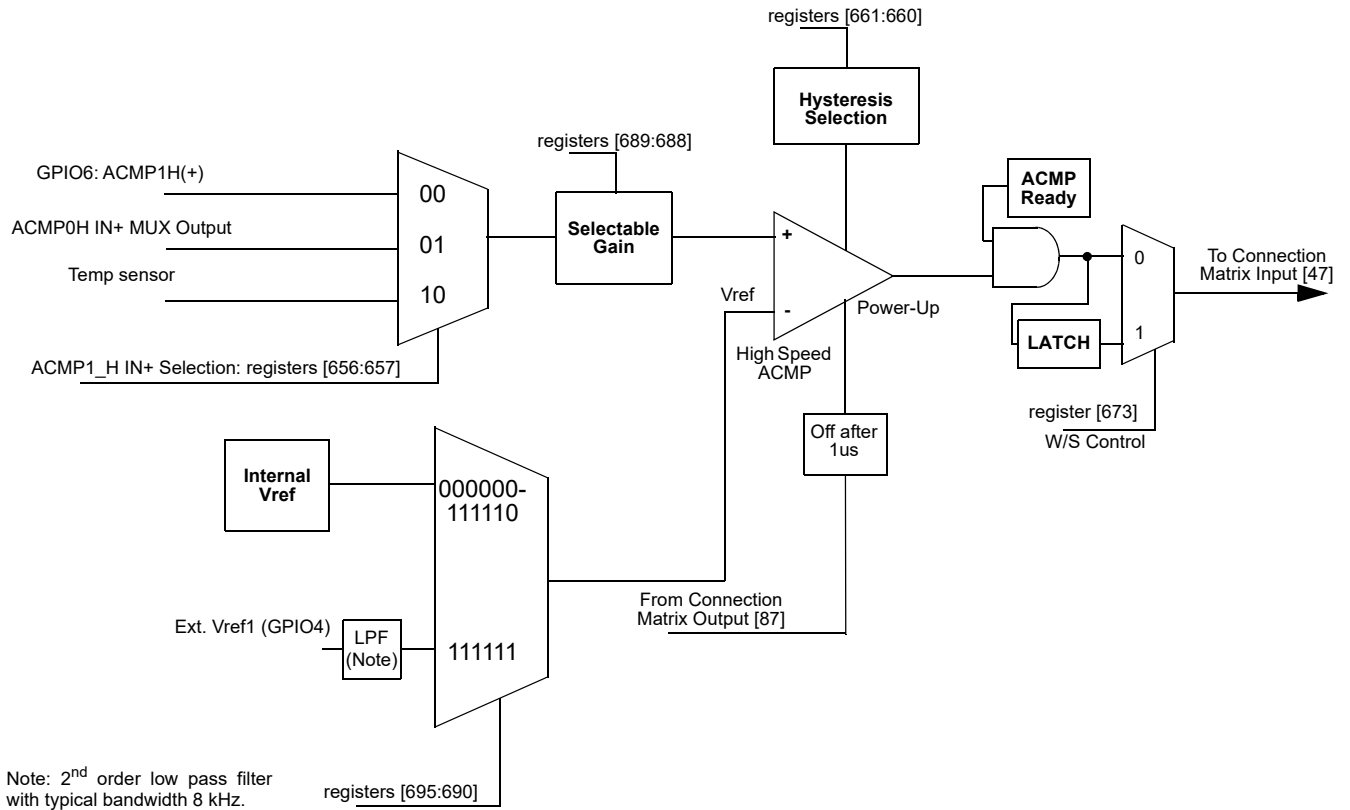 registers [661:660]
Hysteresis
Selection
registers [689:688]
GPIO6: ACMP1H(+)
00
ACMP0H IN+ MUX Output
01
Temp sensor
10
Selectable
Gain
+
Vref
-
Power-Up
High Speed
ACMP
ACMP
Ready
0
To Connection
Matrix Input [47]
LATCH
1
ACMP1_H IN+ Selection: registers [656:657]
register [673]
W/S Control
Off after
1us
Internal
Vref
000000-
111110
From Connection
Matrix Output [87]
Ext. Vref1 (GPIO4)
LPF
(Note)
111111
Note: 2nd order low pass filter
with typical bandwidth 8 kHz.
registers [695:690]